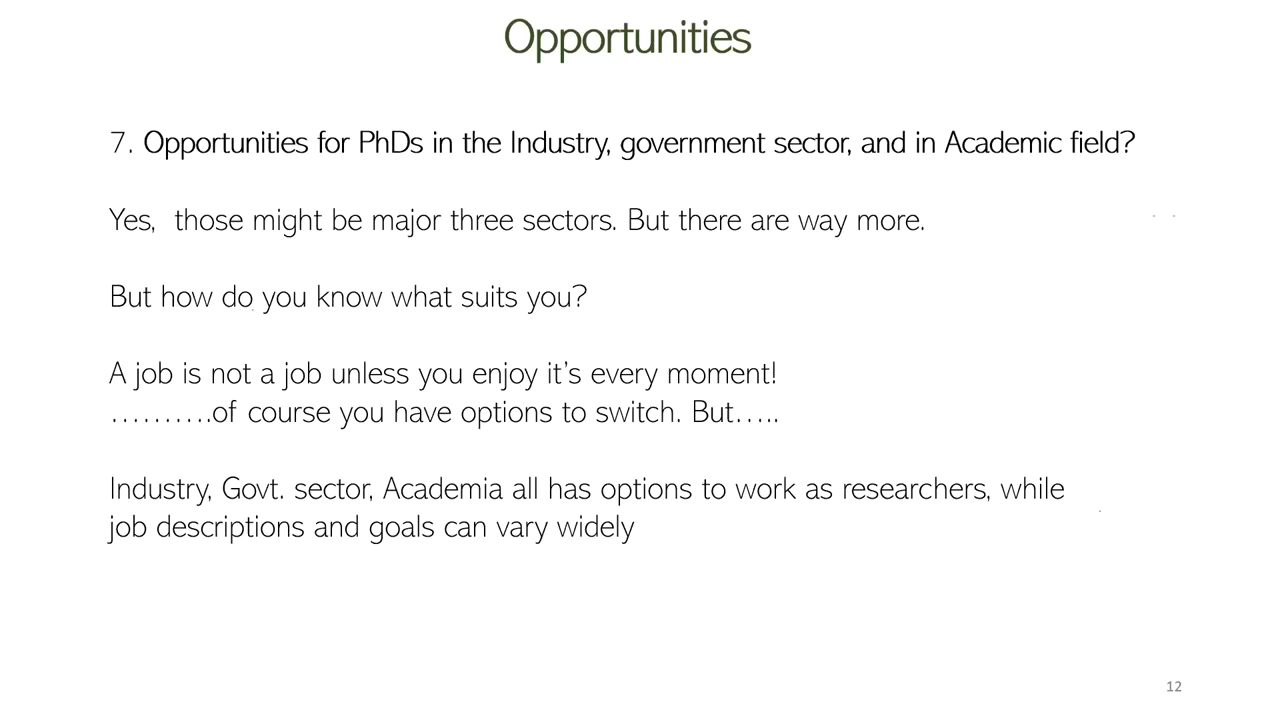 Opportunities
7. Opportunities for PhDs in the Industry, government sector, and in Academic field?
Yes,  those might be major three sectors. But there are way more.
But how do you know what suits you?
A job is not a job unless you enjoy it’s every moment!
……….of course you have options to switch. But…..
Industry, Govt. sector, Academia all has options to work as researchers, while
job descriptions and goals can vary widely
12